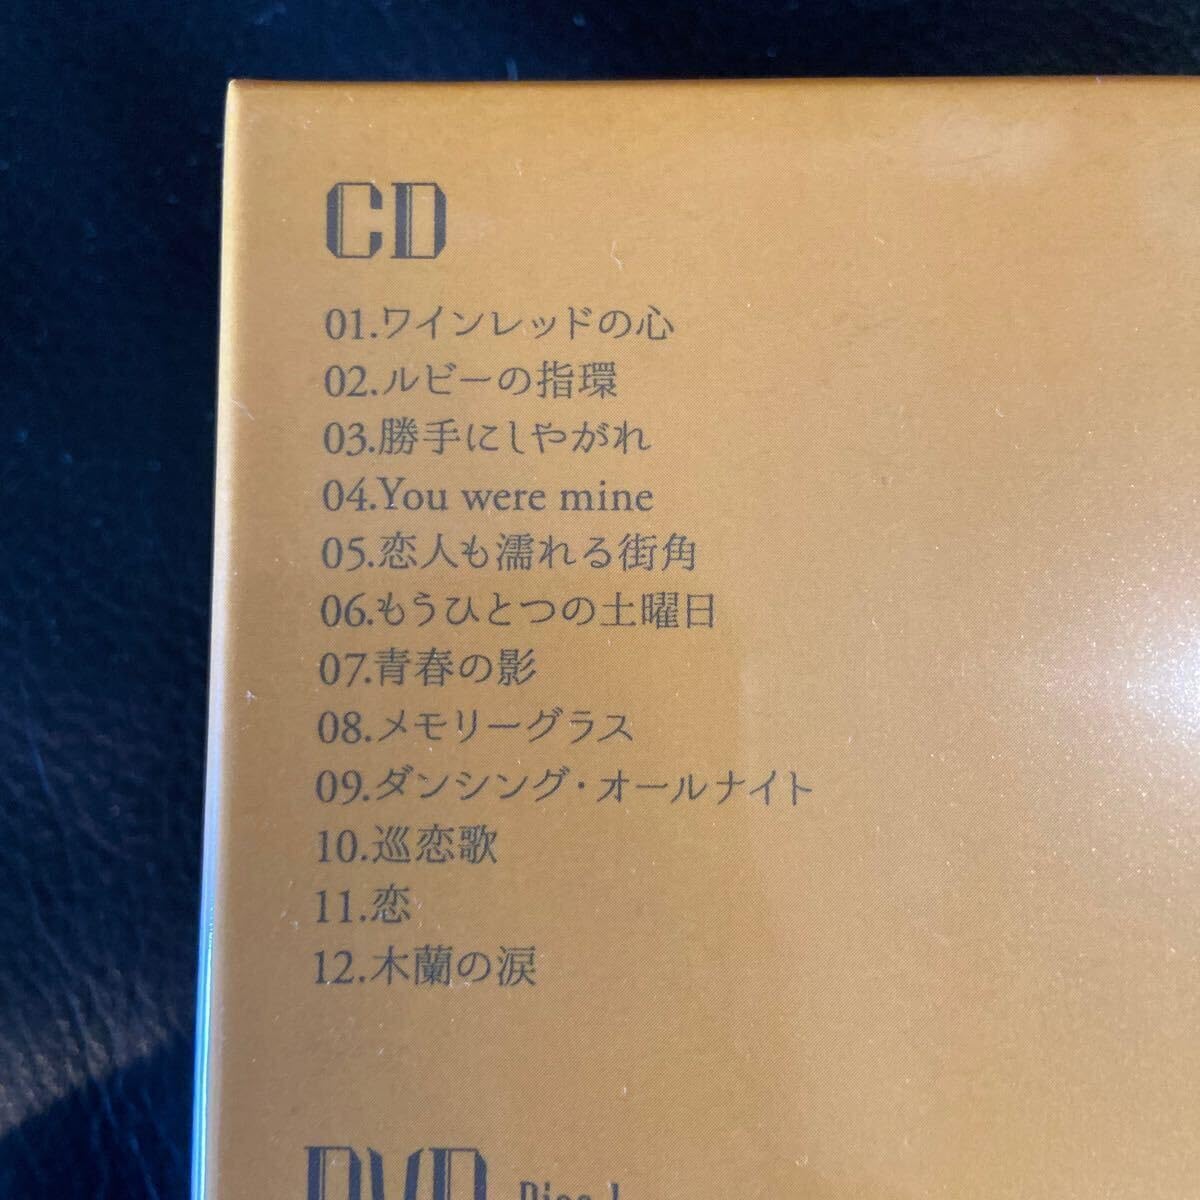 CD
01.ワインレッドの心
02.ルビーの指環
03.勝手にしやがれ
04.You were mine
05.恋人も濡れる街角
06.もうひとつの土曜日
07.青春の影
08.メモリーグラス
09.ダンシング・オールナイト
10.巡恋歌
11.恋
12.木蘭の涙
DVD Disc 1